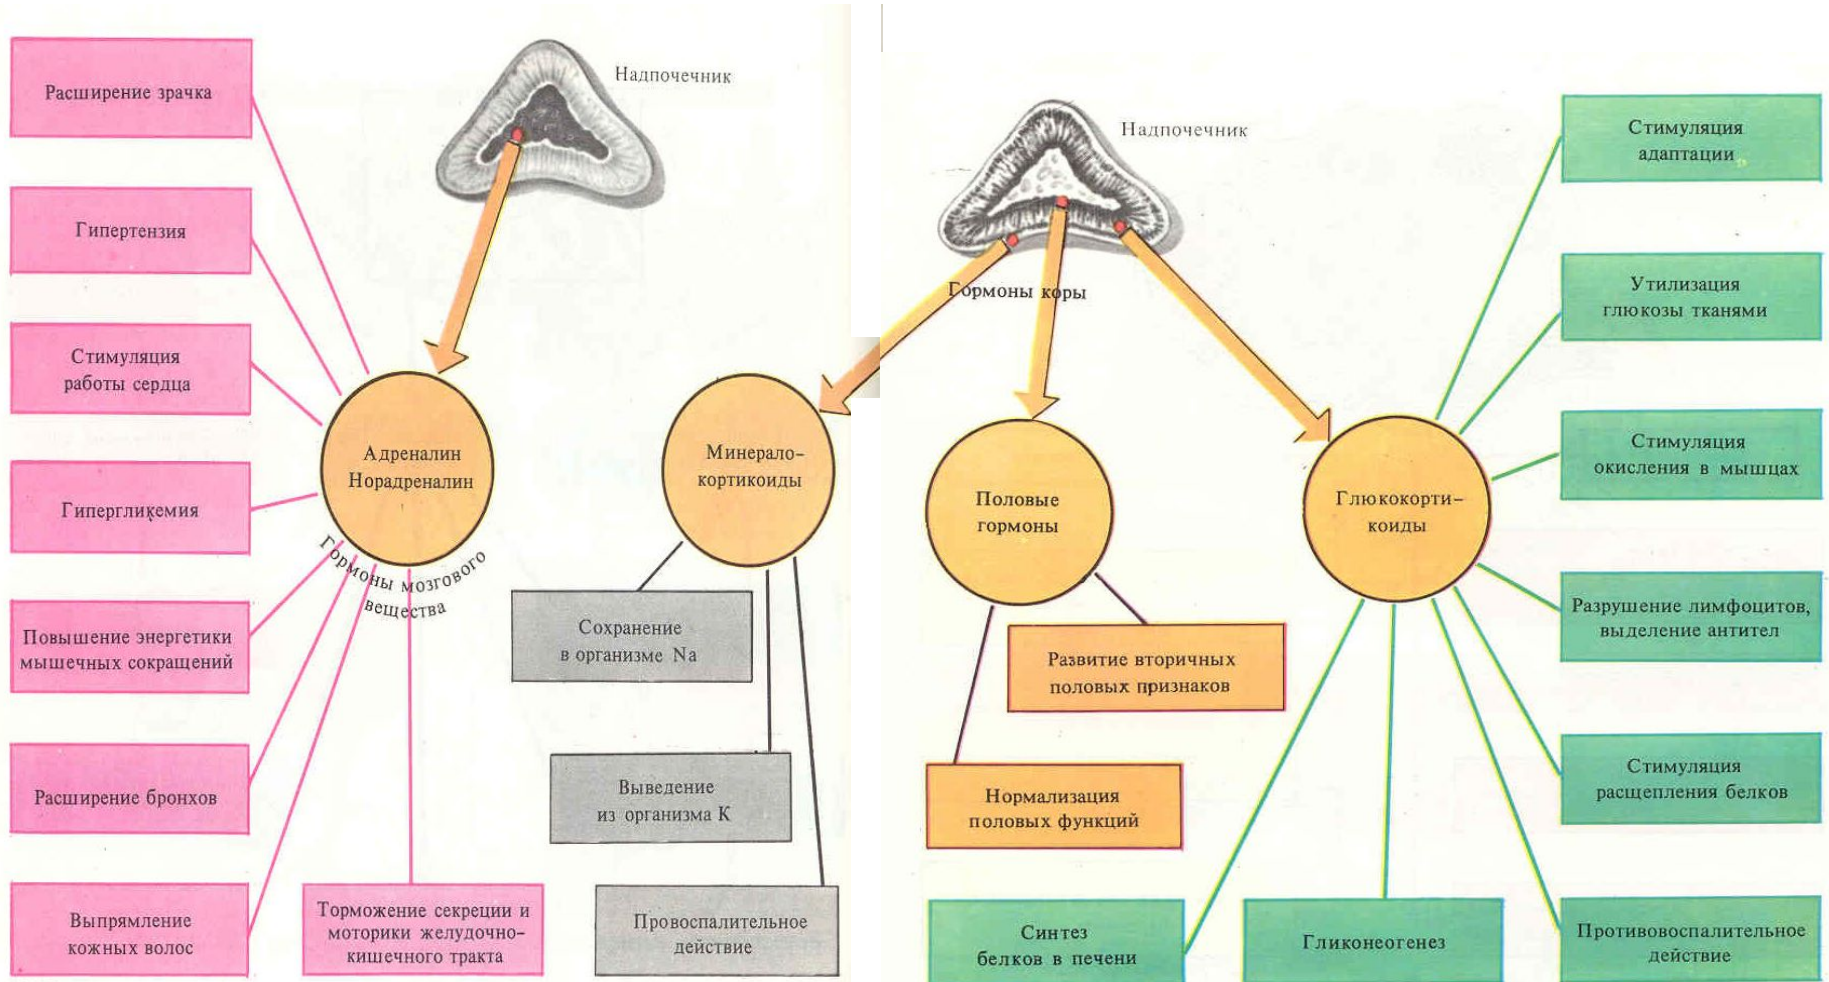 Надпочечник
Расширение зрачка
Гипертензия
Стимуляция
работы сердца
Гипергликемия
Повышение энергетики
мышечных сокращений
Расширение бронхов
Выпрямление
кожных волос
Торможение секреции и
моторики желудочно-
кишечного тракта
Адреналин
Норадреналин
Гормоны мозгового
вещества
Минерало-
кортикоиды
Сохранение
в организме Na
Выведение
из организма K
Провоспалительное
действие
Надпочечник
Гормоны коры
Половые
гормоны
Развитие вторичных
половых признаков
Нормализация
половых функций
Глюкокорти-
коиды
Стимуляция
адаптации
Утилизация
глюкозы тканями
Стимуляция
окисления в мышцах
Разрушение лимфоцитов,
выделение антител
Стимуляция
расщепления белков
Синтез
белков в печени
Гликонеогенез
Противовоспалительное
действие